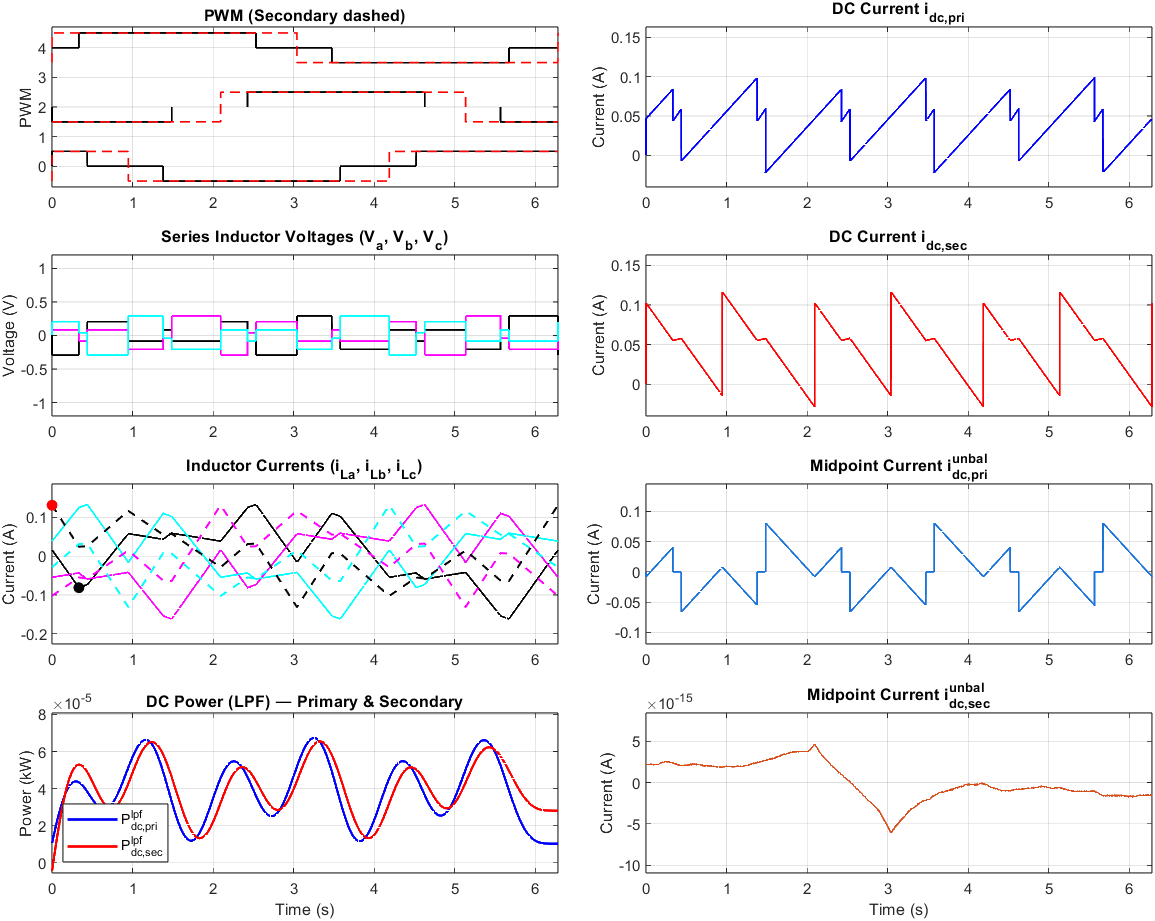 PWM (Secondary dashed)
PWM
4
3
2
1
0
0 1 2 3 4 5 6
DC Current i_dc,pri
Current (A)
0.15
0.1
0.05
0
0 1 2 3 4 5 6
Series Inductor Voltages (V_a, V_b, V_c)
Voltage (V)
1
0.5
0
-0.5
-1
0 1 2 3 4 5 6
DC Current i_dc,sec
Current (A)
0.15
0.1
0.05
0
0 1 2 3 4 5 6
Inductor Currents (i_La, i_Lb, i_Lc)
Current (A)
0.1
0
-0.1
-0.2
0 1 2 3 4 5 6
Midpoint Current i^unbal_dc,pri
Current (A)
0.1
0.05
0
-0.05
-0.1
0 1 2 3 4 5 6
DC Power (LPF) — Primary & Secondary
×10^-5
Power (kW)
8
6
4
2
0
P^lpf_dc,pri
P^lpf_dc,sec
0 1 2 3 4 5 6
Time (s)
Midpoint Current i^unbal_dc,sec
×10^-15
Current (A)
5
0
-5
-10
0 1 2 3 4 5 6
Time (s)